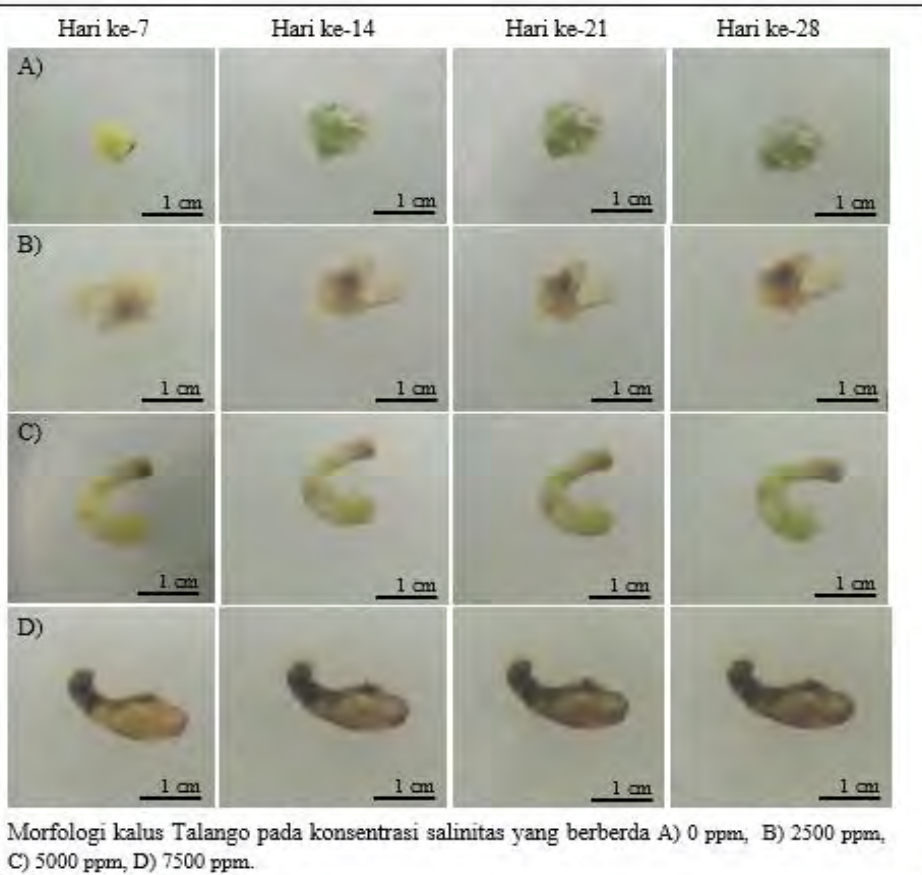 Hari ke-7 Hari ke-14 Hari ke-21 Hari ke-28
A)
1 cm 1 cm 1 cm 1 cm
B)
1 cm 1 cm 1 cm 1 cm
C)
1 cm 1 cm 1 cm 1 cm
D)
1 cm 1 cm 1 cm 1 cm
Morfologi kalus Talango pada konsentrasi salinitas yang berberda A) 0 ppm, B) 2500 ppm,
C) 5000 ppm, D) 7500 ppm.